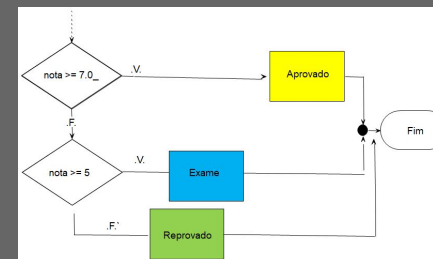 nota >= 7.0_
.V.
Aprovado
.F.
Fim
nota >= 5
.V.
Exame
.F.`
Reprovado